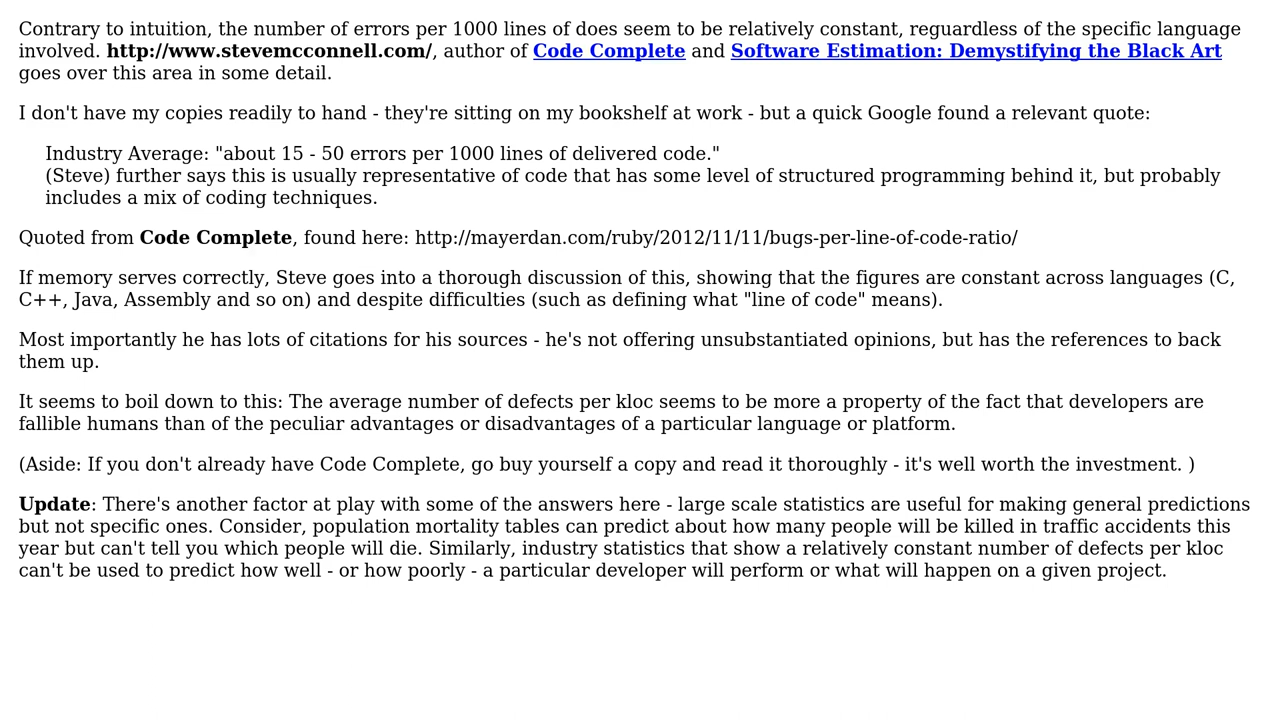 Contrary to intuition, the number of errors per 1000 lines of does seem to be relatively constant, reguardless of the specific language
involved. http://www.stevemcconnell.com/, author of Code Complete and Software Estimation: Demystifying the Black Art
goes over this area in some detail.
I don't have my copies readily to hand - they're sitting on my bookshelf at work - but a quick Google found a relevant quote:
Industry Average: "about 15 - 50 errors per 1000 lines of delivered code."
(Steve) further says this is usually representative of code that has some level of structured programming behind it, but probably
includes a mix of coding techniques.
Quoted from Code Complete, found here: http://mayerdan.com/ruby/2012/11/11/bugs-per-line-of-code-ratio/
If memory serves correctly, Steve goes into a thorough discussion of this, showing that the figures are constant across languages (C,
C++, Java, Assembly and so on) and despite difficulties (such as defining what "line of code" means).
Most importantly he has lots of citations for his sources - he's not offering unsubstantiated opinions, but has the references to back
them up.
It seems to boil down to this: The average number of defects per kloc seems to be more a property of the fact that developers are
fallible humans than of the peculiar advantages or disadvantages of a particular language or platform.
(Aside: If you don't already have Code Complete, go buy yourself a copy and read it thoroughly - it's well worth the investment. )
Update: There's another factor at play with some of the answers here - large scale statistics are useful for making general predictions
but not specific ones. Consider, population mortality tables can predict about how many people will be killed in traffic accidents this
year but can't tell you which people will die. Similarly, industry statistics that show a relatively constant number of defects per kloc
can't be used to predict how well - or how poorly - a particular developer will perform or what will happen on a given project.